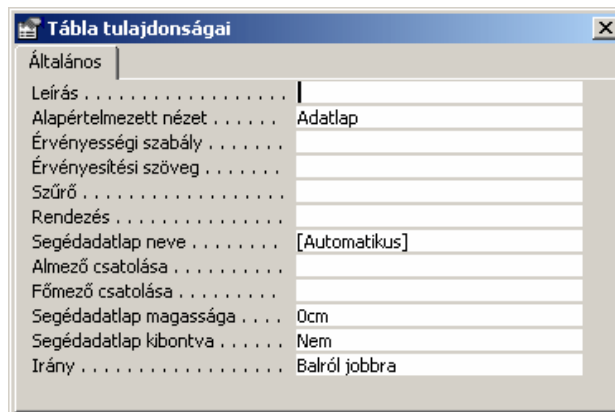 Tábla tulajdonságai
Általános
Leírás . . . . . . . . . . . . . . . . . .
Alapértelmezett nézet . . . . . . Adatlap
Érvényességi szabály . . . . . . .
Érvényesítési szöveg . . . . . . .
Szűrő . . . . . . . . . . . . . . . . . .
Rendezés . . . . . . . . . . . . . . .
Segédadatlap neve . . . . . . . . [Automatikus]
Almező csatolása . . . . . . . . . .
Főmező csatolása . . . . . . . . .
Segédadatlap magassága . . . . 0cm
Segédadatlap kibontva . . . . . . Nem
Irány . . . . . . . . . . . . . . . . . . Balról jobbra